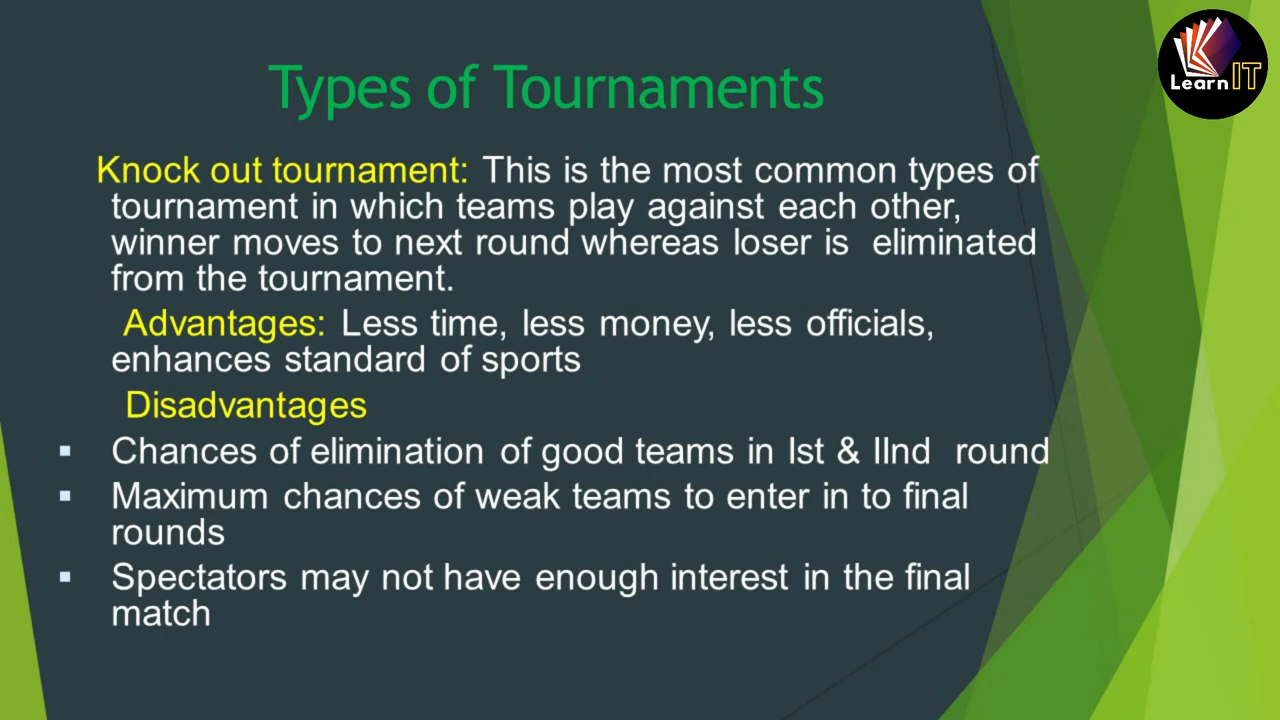 Types of Tournaments
Learn IT
Knock out tournament: This is the most common types of
tournament in which teams play against each other,
winner moves to next round whereas loser is eliminated
from the tournament.
Advantages: Less time, less money, less officials,
enhances standard of sports
Disadvantages
▪ Chances of elimination of good teams in Ist & IInd round
▪ Maximum chances of weak teams to enter in to final
rounds
▪ Spectators may not have enough interest in the final
match